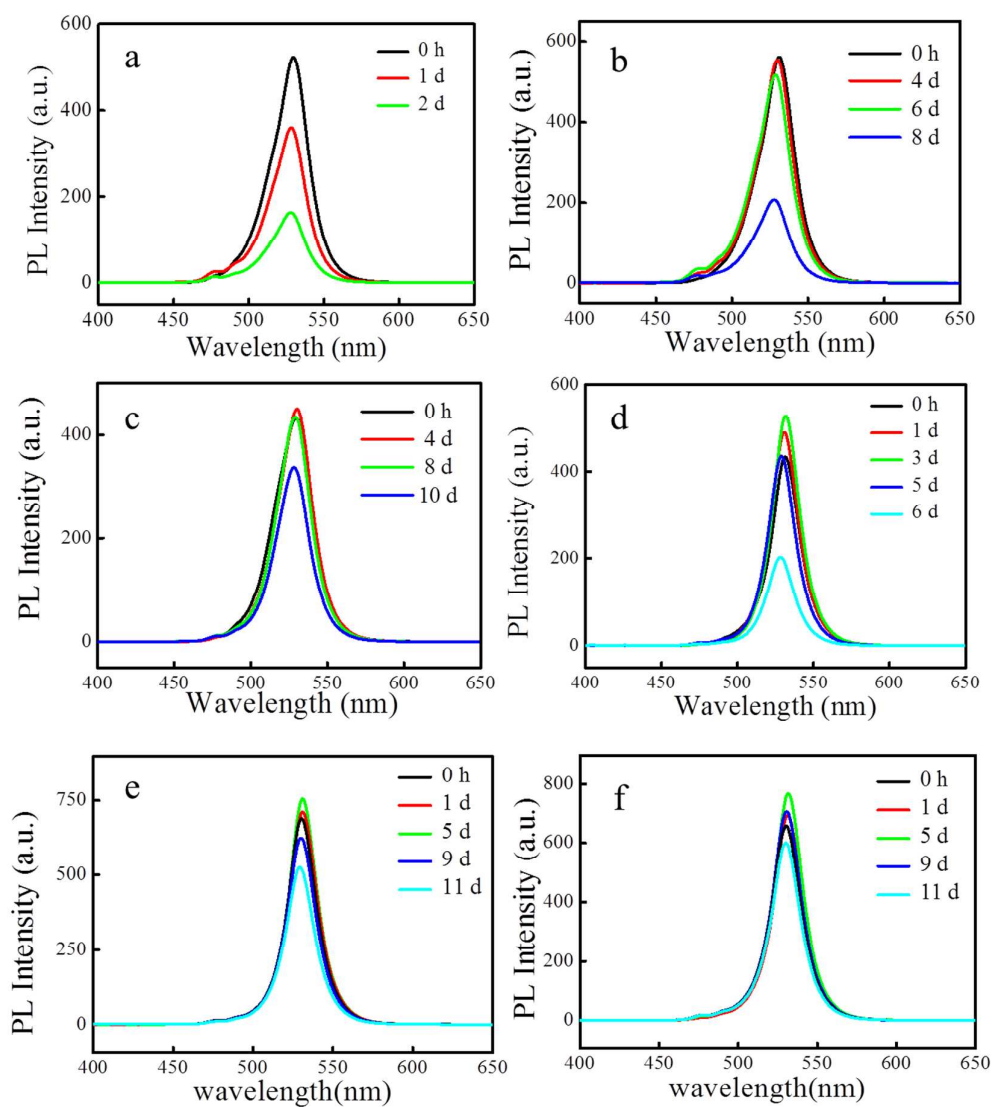 a
0 h
1 d
2 d
600
400
200
0
400 450 500 550 600 650
PL Intensity (a.u.)
Wavelength (nm)
b
0 h
4 d
6 d
8 d
600
400
200
0
400 450 500 550 600 650
PL Intensity (a.u.)
Wavelength (nm)
c
0 h
4 d
8 d
10 d
400
200
0
400 450 500 550 600 650
PL Intensity (a.u.)
Wavelength (nm)
d
0 h
1 d
3 d
5 d
6 d
600
400
200
0
400 450 500 550 600 650
PL Intensity (a.u.)
Wavelength (nm)
e
0 h
1 d
5 d
9 d
11 d
750
500
250
0
400 450 500 550 600 650
PL Intensity (a.u.)
wavelength(nm)
f
0 h
1 d
5 d
9 d
11 d
800
600
400
200
0
400 450 500 550 600 650
PL Intensity (a.u.)
wavelength(nm)